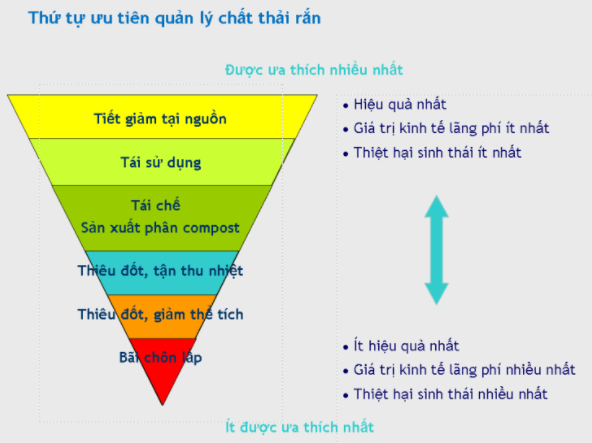 Thứ tự ưu tiên quản lý chất thải rắn
Được ưa thích nhiều nhất
Tiết giảm tại nguồn
Tái sử dụng
Tái chế
Sản xuất phân compost
Thiêu đốt, tận thu nhiệt
Thiêu đốt, giảm thể tích
Bãi chôn lấp
• Hiệu quả nhất
• Giá trị kinh tế lãng phí ít nhất
• Thiệt hại sinh thái ít nhất
• Ít hiệu quả nhất
• Giá trị kinh tế lãng phí nhiều nhất
• Thiệt hại sinh thái nhiều nhất
Ít được ưa thích nhất